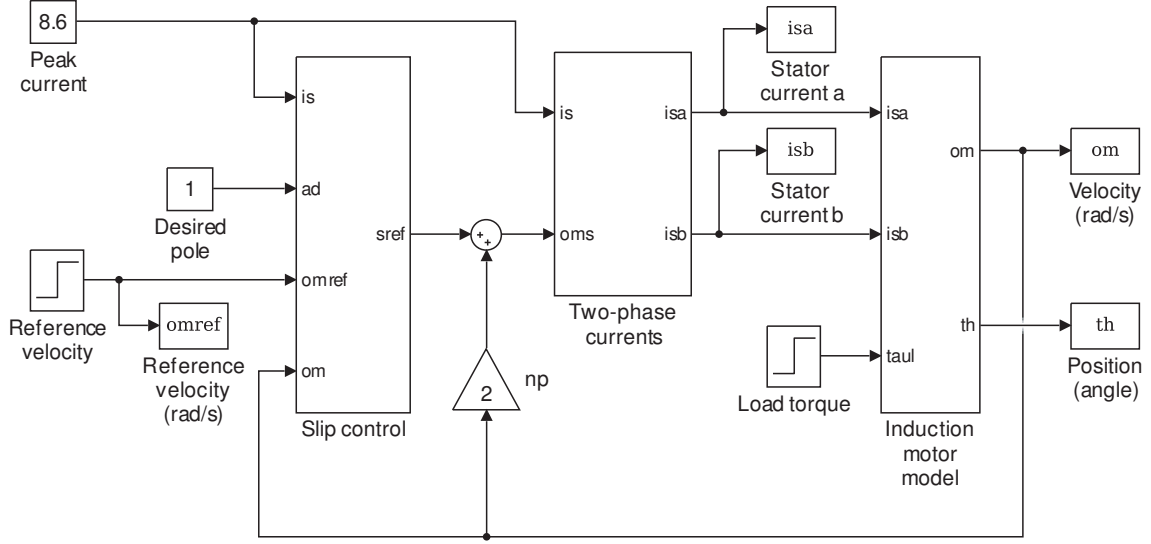 8.6
Peak
current
is
ad
omref
om
sref
Slip control
1
Desired
pole
Reference
velocity
omref
Reference
velocity
(rad/s)
+
+
2
np
is
oms
isa
isb
Two-phase
currents
isa
Stator
current a
isb
Stator
current b
Load torque
isa
isb
taul
om
th
Induction
motor
model
om
Velocity
(rad/s)
th
Position
(angle)